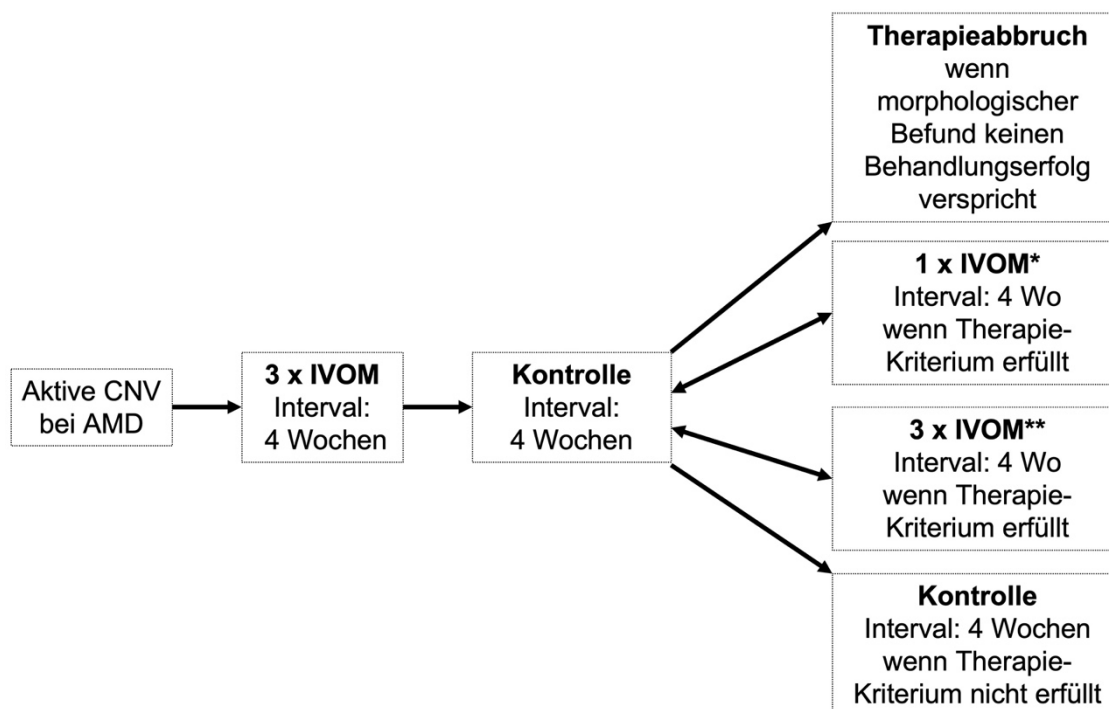 Aktive CNV
bei AMD
3 x IVOM
Interval:
4 Wochen
Kontrolle
Interval:
4 Wochen
Therapieabbruch
wenn
morphologischer
Befund keinen
Behandlungserfolg
verspricht
1 x IVOM*
Interval: 4 Wo
wenn Therapie-
Kriterium erfüllt
3 x IVOM**
Interval: 4 Wo
wenn Therapie-
Kriterium erfüllt
Kontrolle
Interval: 4 Wochen
wenn Therapie-
Kriterium nicht erfüllt